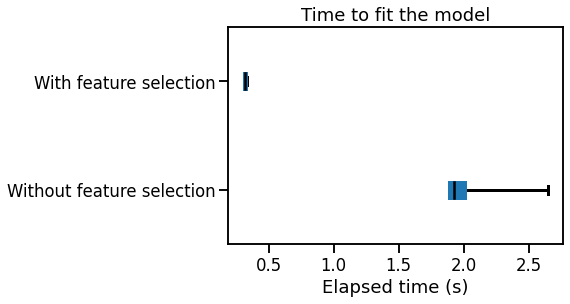 Time to fit the model
With feature selection
Without feature selection
0.5 1.0 1.5 2.0 2.5
Elapsed time (s)